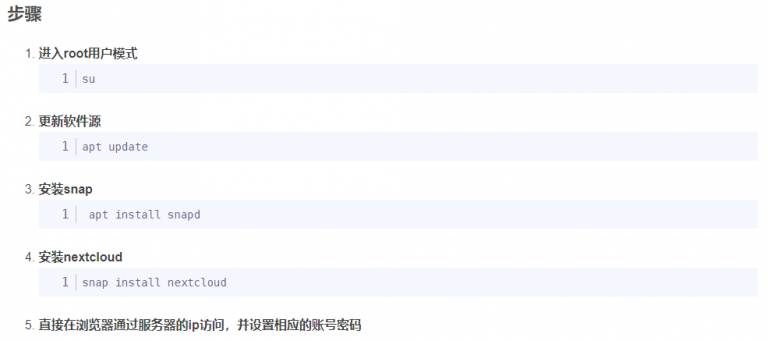 步骤
1. 进入root用户模式
1 su
2. 更新软件源
1 apt update
3. 安装snap
1 apt install snapd
4. 安装nextcloud
1 snap install nextcloud
5. 直接在浏览器通过服务器的ip访问，并设置相应的账号密码